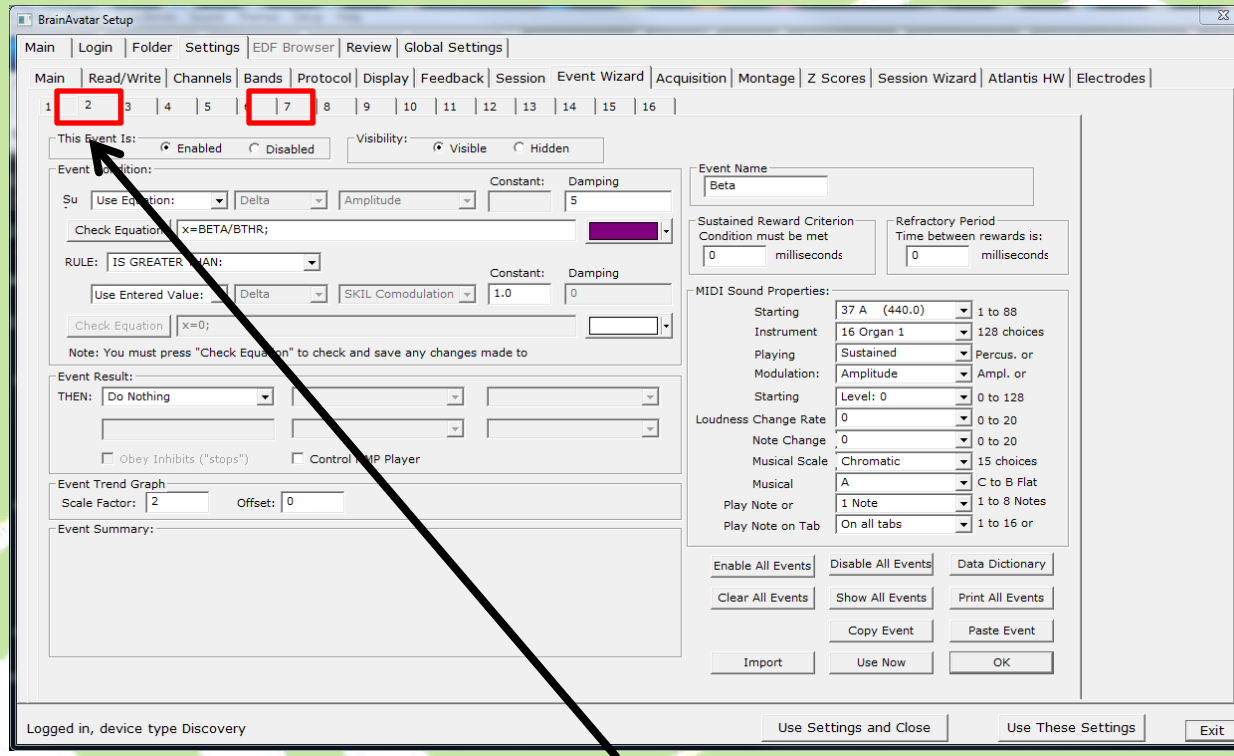 BrainAvatar Setup
Main Login Folder Settings EDF Browser Review Global Settings
Main Read/Write Channels Bands Protocol Display Feedback Session Event Wizard Acquisition Montage Z Scores Session Wizard Atlantis HW Electrodes
1 2 3 4 5 7 8 9 10 11 12 13 14 15 16
This Event Is: Enabled Disabled
Visibility: Visible Hidden
Event Condition:
Constant: Damping
Su Use Equation: Delta Amplitude 5
Check Equation x=BETA/BTHR;
RULE: IS GREATER THAN:
Constant: Damping
Use Entered Value: Delta SKIL Comodulation 1.0 0
Check Equation x=0;
Note: You must press "Check Equation" to check and save any changes made to
Event Result:
THEN: Do Nothing
Obey Inhibits ("stops") Control MMP Player
Event Trend Graph
Scale Factor: 2 Offset: 0
Event Summary:
Event Name
Beta
Sustained Reward Criterion
Condition must be met
0 milliseconds
Refractory Period
Time between rewards is:
0 milliseconds
MIDI Sound Properties:
Starting 37 A (440.0) 1 to 88
Instrument 16 Organ 1 128 choices
Playing Sustained Percus. or
Modulation: Amplitude Ampl. or
Starting Level: 0 0 to 128
Loudness Change Rate 0 0 to 20
Note Change 0 0 to 20
Musical Scale Chromatic 15 choices
Musical A C to B Flat
Play Note or 1 Note 1 to 8 Notes
Play Note on Tab On all tabs 1 to 16 or
Enable All Events Disable All Events Data Dictionary
Clear All Events Show All Events Print All Events
Copy Event Paste Event
Import Use Now OK
Logged in, device type Discovery
Use Settings and Close Use These Settings Exit